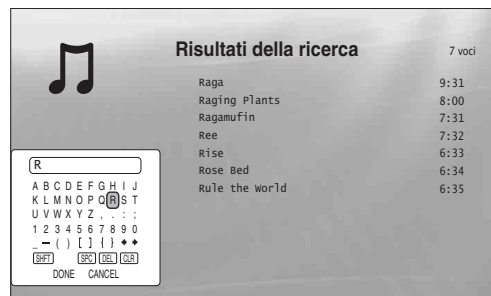 Risultati della ricerca 7 voci
Raga 9:31
Raging Plants 8:00
Ragamufin 7:31
Ree 7:32
Rise 6:33
Rose Bed 6:34
Rule the World 6:35
R
A B C D E F G H I J
K L M N O P Q R S T
U V W X Y Z , . : ;
1 2 3 4 5 6 7 8 9 0
_ – ( ) [ ] { }
SHFT SPC DEL CLR
DONE CANCEL